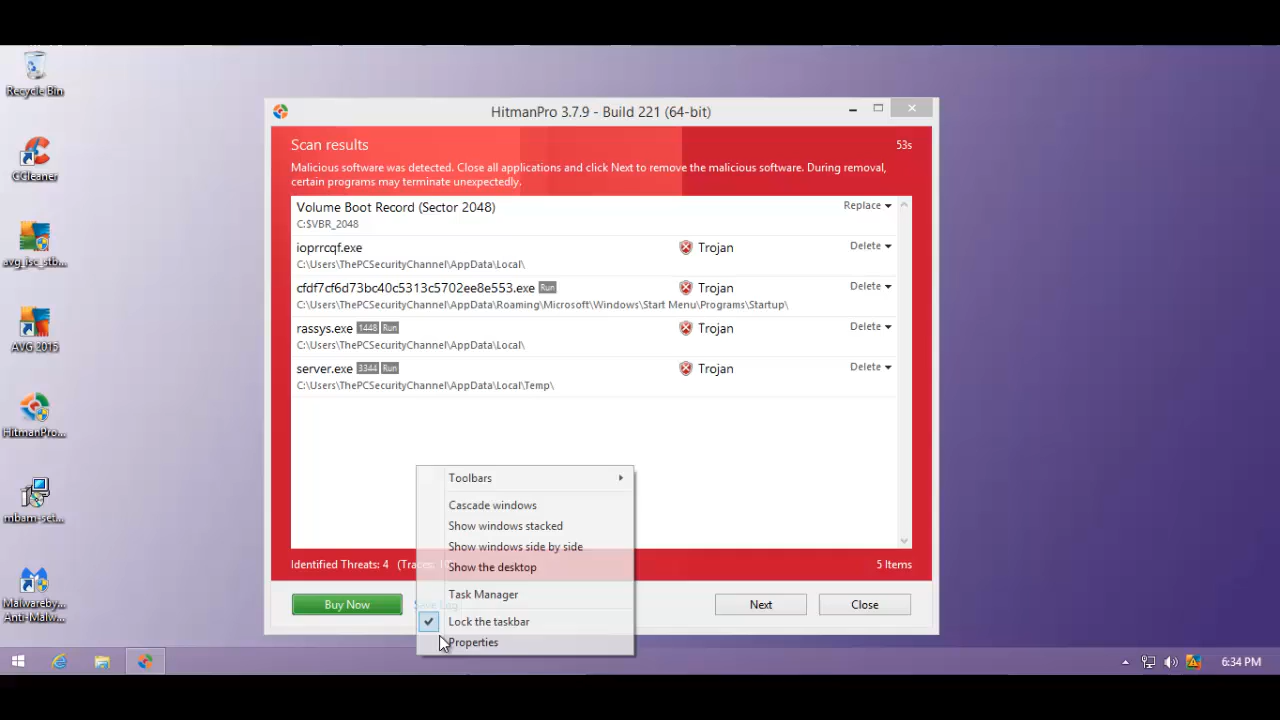 Recycle Bin
CCleaner
avg_isc_stb...
AVG 2015
HitmanPro...
mbam-set...
Malwareby...
Anti-Malw...
HitmanPro 3.7.9 - Build 221 (64-bit)
Scan results
53s
Malicious software was detected. Close all applications and click Next to remove the malicious software. During removal,
certain programs may terminate unexpectedly.
Volume Boot Record (Sector 2048)
Replace
C:$VBR_2048
ioprrcqf.exe
Trojan
Delete
C:\Users\ThePCSecurityChannel\AppData\Local\
cfdf7cf6d73bc40c5313c5702ee8e553.exe Run
Trojan
Delete
C:\Users\ThePCSecurityChannel\AppData\Roaming\Microsoft\Windows\Start Menu\Programs\Startup\
rassys.exe 1448 Run
Trojan
Delete
C:\Users\ThePCSecurityChannel\AppData\Local\
server.exe 3344 Run
Trojan
Delete
C:\Users\ThePCSecurityChannel\AppData\Local\Temp\
Toolbars
Cascade windows
Show windows stacked
Show windows side by side
Show the desktop
Task Manager
Lock the taskbar
Properties
Identified Threats: 4
5 Items
Buy Now
Save Log
Next
Close
6:34 PM